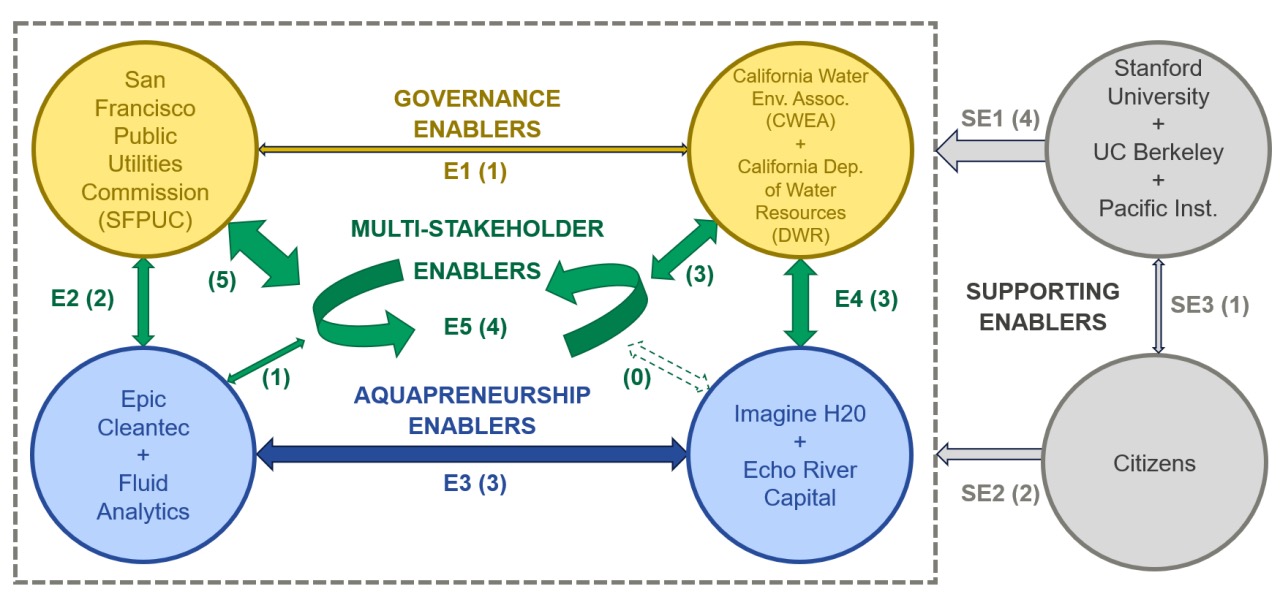 San
Francisco
Public
Utilities
Commission
(SFPUC)
GOVERNANCE
ENABLERS
E1 (1)
California Water
Env. Assoc.
(CWEA)
+
California Dep.
of Water
Resources
(DWR)
SE1 (4)
Stanford
University
+
UC Berkeley
+
Pacific Inst.
MULTI-STAKEHOLDER
ENABLERS
E5 (4)
(5)
(3)
E2 (2)
E4 (3)
(1)
(0)
SUPPORTING
ENABLERS
SE3 (1)
Epic
Cleantec
+
Fluid
Analytics
AQUAPRENEURSHIP
ENABLERS
E3 (3)
Imagine H20
+
Echo River
Capital
SE2 (2)
Citizens